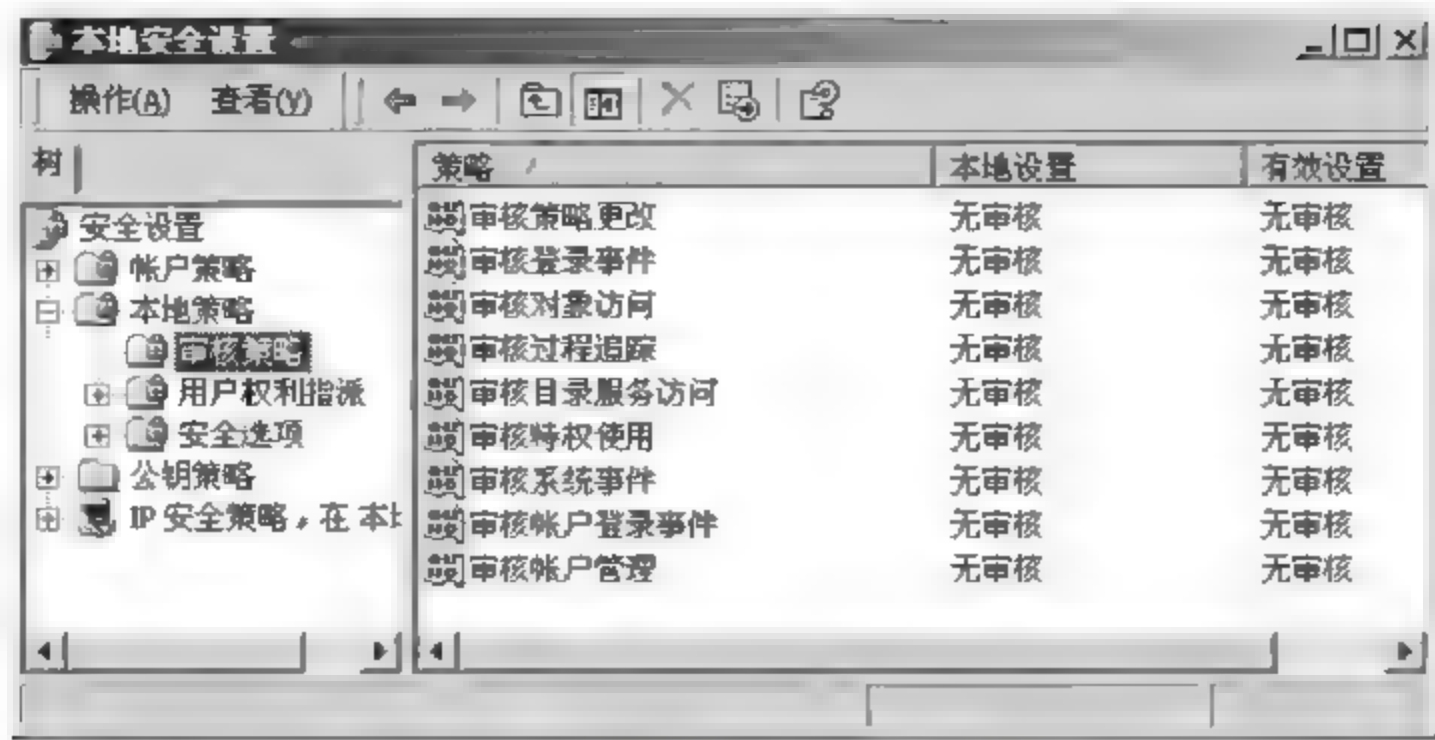 本地安全设置
操作(A) 查看(V)
树
策略 本地设置 有效设置
安全设置
帐户策略
本地策略
审核策略
用户权利指派
安全选项
公钥策略
IP 安全策略，在 本
审核策略更改 无审核 无审核
审核登录事件 无审核 无审核
审核对象访问 无审核 无审核
审核过程追踪 无审核 无审核
审核目录服务访问 无审核 无审核
审核特权使用 无审核 无审核
审核系统事件 无审核 无审核
审核帐户登录事件 无审核 无审核
审核帐户管理 无审核 无审核